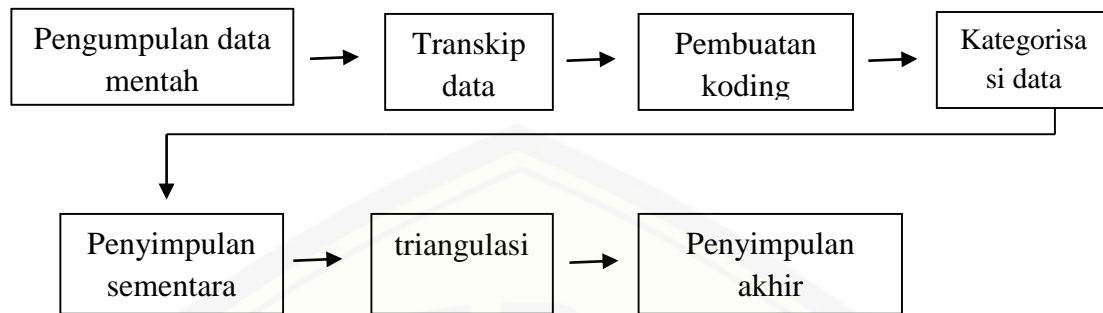 Pengumpulan data
mentah
Transkip
data
Pembuatan
koding
Kategorisa
si data
Penyimpulan
sementara
triangulasi
Penyimpulan
akhir